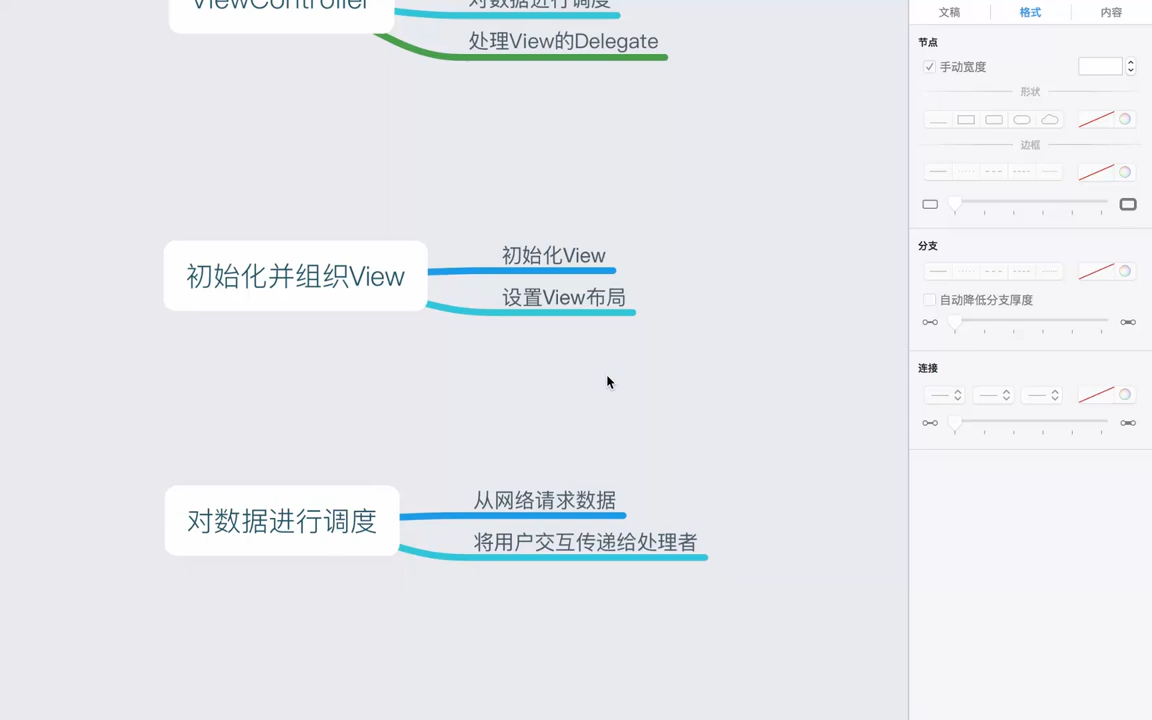 ViewController
对数据进行调度
处理View的Delegate
初始化并组织View
初始化View
设置View布局
对数据进行调度
从网络请求数据
将用户交互传递给处理者
文稿
格式
内容
节点
手动宽度
形状
边框
分支
自动降低分支厚度
连接